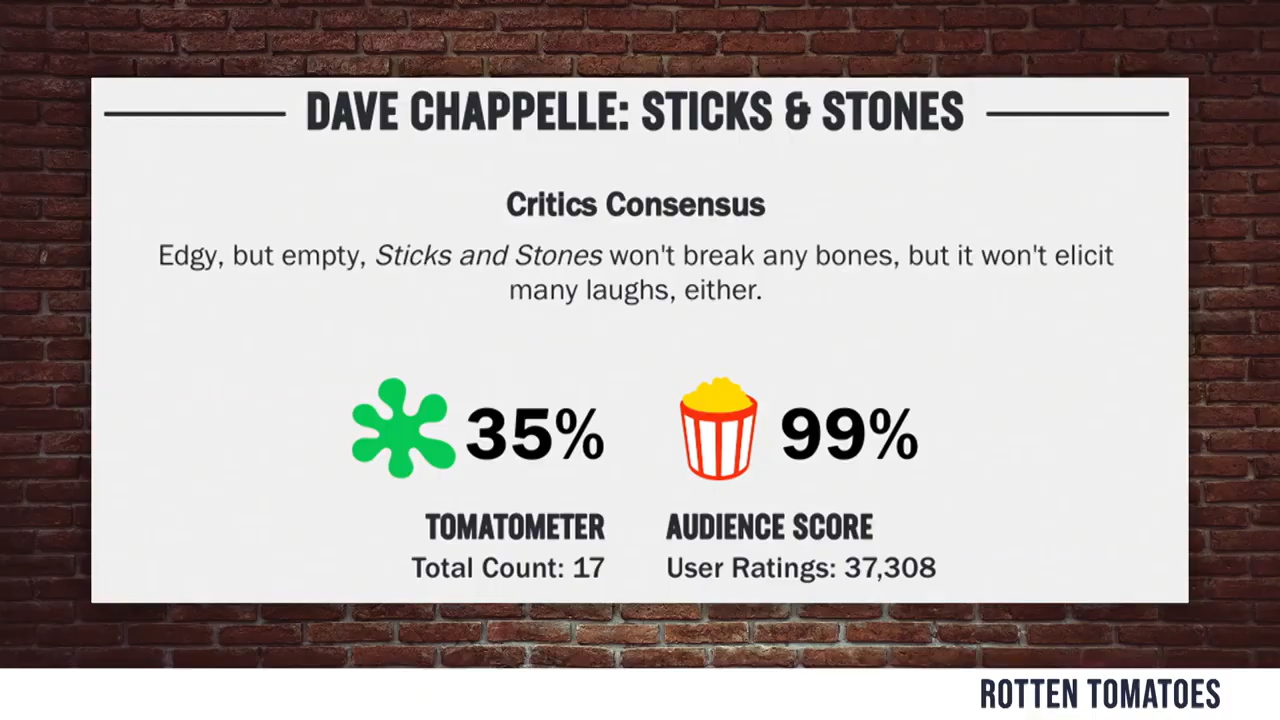 DAVE CHAPPELLE: STICKS & STONES
Critics Consensus
Edgy, but empty, Sticks and Stones won't break any bones, but it won't elicit
many laughs, either.
35% 99%
TOMATOMETER AUDIENCE SCORE
Total Count: 17 User Ratings: 37,308
ROTTEN TOMATOES